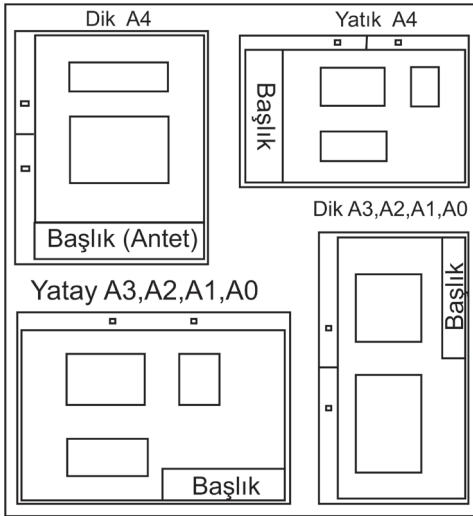 Dik A4
Yatık A4
Başlık
Başlık (Antet)
Dik A3,A2,A1,A0
Yatay A3,A2,A1,A0
Başlık
Başlık